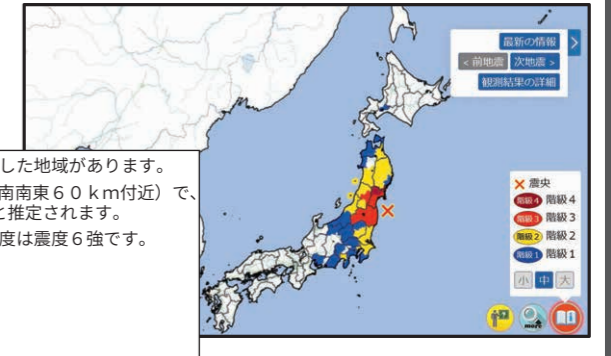 最新の情報
< 前地震 次地震 >
観測結果の詳細
した地域があります。
南南東60km付近）で、
と推定されます。
度は震度6強です。
震央
階級4 階級4
階級3 階級3
階級2 階級2
階級1 階級1
小 中 大
more